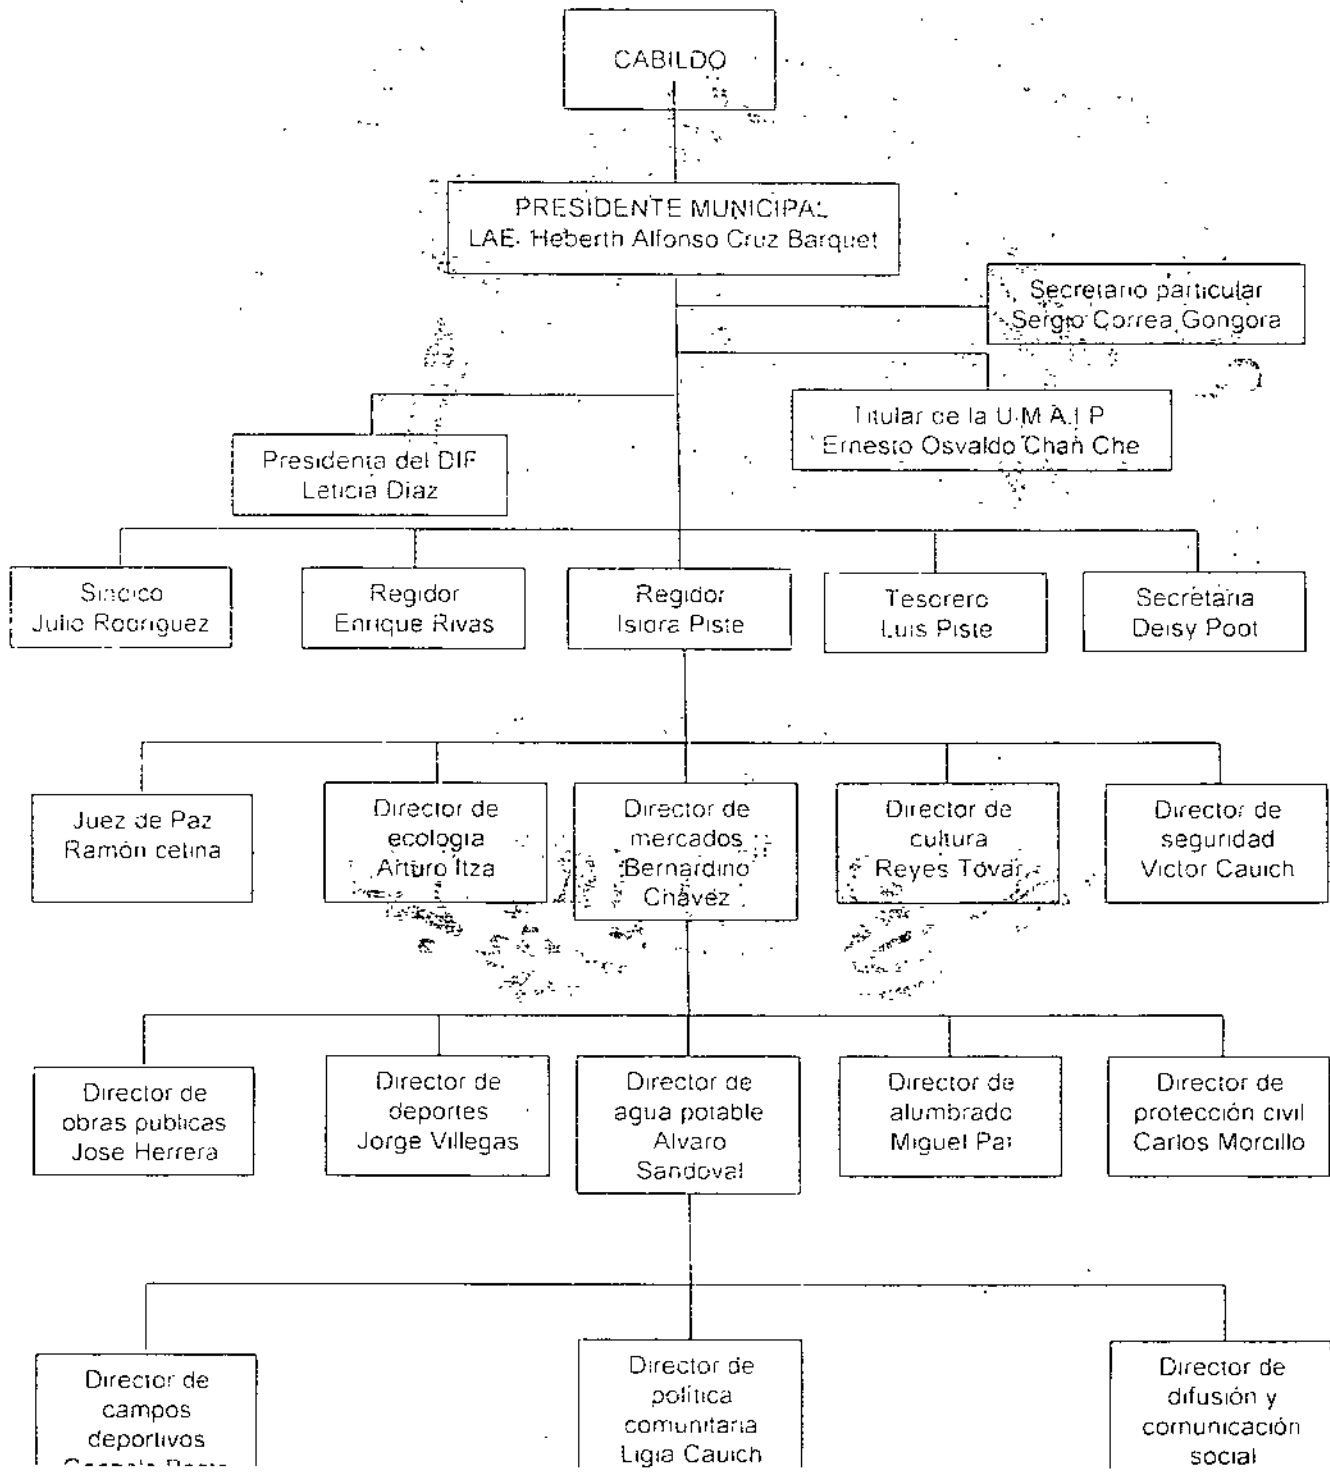 CABILDO
PRESIDENTE MUNICIPAL
LAE. Heberth Alfonso Cruz Barquet
Secretario particular
Sergio Correa Gongora
Titular de la U.M.A.I.P
Ernesto Osvaldo Chan Che
Presidenta del DIF
Leticia Diaz
Sindico
Julio Rodriguez
Regidor
Enrique Rivas
Regidor
Isidra Piste
Tesorero
Luis Piste
Secretaria
Deisy Poot
Juez de Paz
Ramón cetina
Director de
ecologia
Arturo Itza
Director de
mercados
Bernardino
Chávez
Director de
cultura
Reyes Tovar
Director de
seguridad
Victor Cauich
Director de
obras publicas
Jose Herrera
Director de
deportes
Jorge Villegas
Director de
agua potable
Alvaro
Sandoval
Director de
alumbrado
Miguel
Director de
protección civil
Carlos Morcillo
Director de
campos
deportivos
Director de
política
comunitaria
Ligia Cauich
Director de
difusión y
comunicación
social